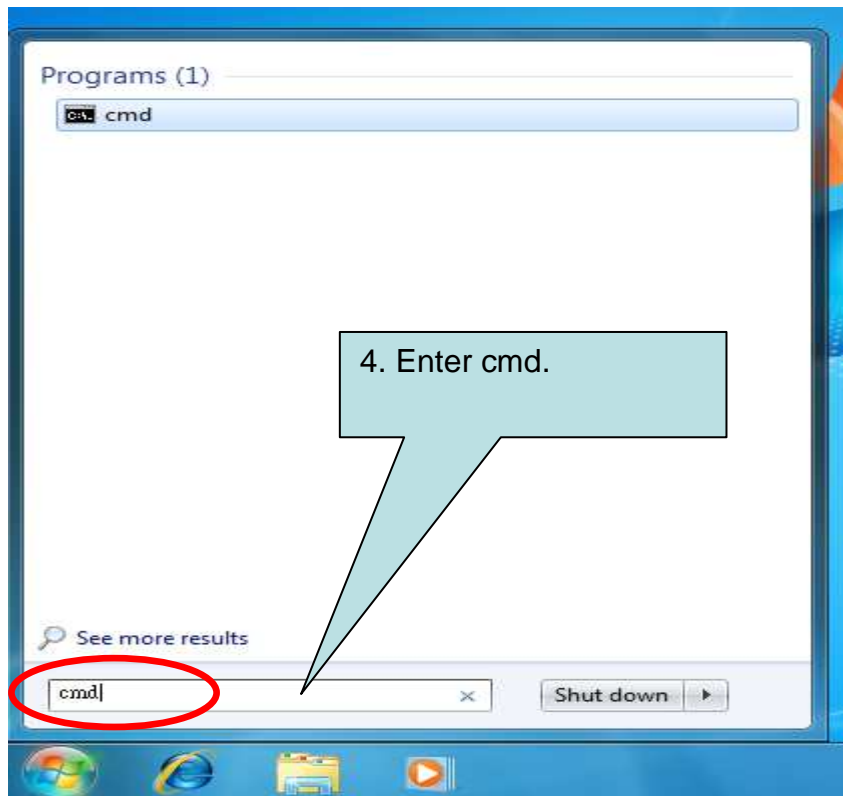 Programs (1)
cmd
4. Enter cmd.
See more results
cmd
Shut down